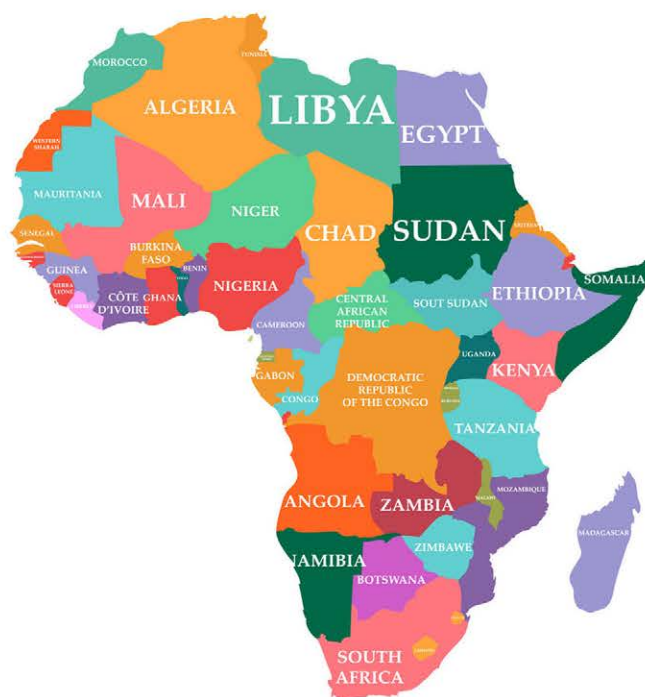 MOROCCO
TUNISIA
ALGERIA
LIBYA
EGYPT
WESTERN
SHARAH
MAURITANIA
MALI
NIGER
CHAD
SUDAN
ERITREA
SENEGAL
BURKINA
FASO
GUINEA
SIERRA
LEONE
CÔTE
D'IVOIRE
GHANA
BENIN
NIGERIA
CAMEROON
CENTRAL
AFRICAN
REPUBLIC
SOUT SUDAN
ETHIOPIA
SOMALIA
UGANDA
KENYA
GABON
CONGO
DEMOCRATIC
REPUBLIC
OF THE CONGO
TANZANIA
ANGOLA
ZAMBIA
MALAWI
MOZAMBIQUE
MADAGASCAR
NAMIBIA
ZIMBAWE
BOTSWANA
SOUTH
AFRICA